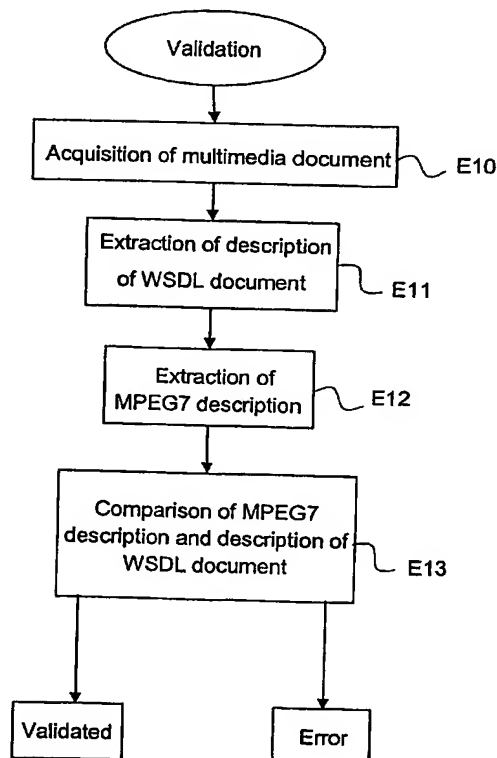 Validation
Acquisition of multimedia document
E10
Extraction of description
of WSDL document
E11
Extraction of
MPEG7 description
E12
Comparison of MPEG7
description and description of
WSDL document
E13
Validated
Error